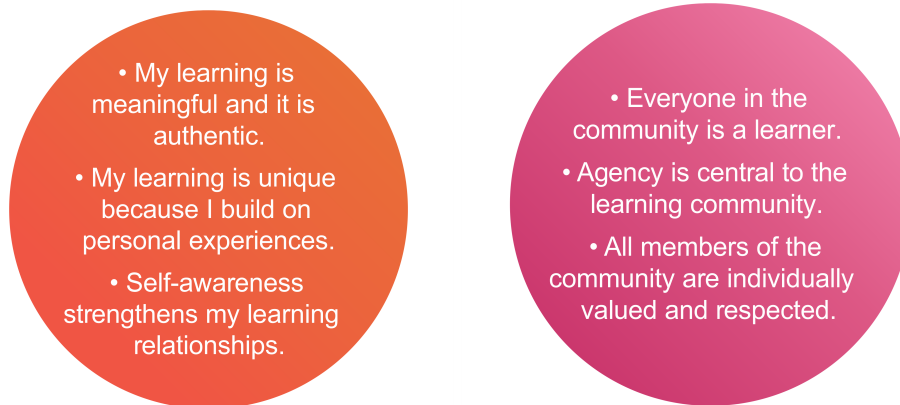 • My learning is
meaningful and it is
authentic.
• My learning is unique
because I build on
personal experiences.
• Self-awareness
strengthens my learning
relationships.
• Everyone in the
community is a learner.
• Agency is central to the
learning community.
• All members of the
community are individually
valued and respected.